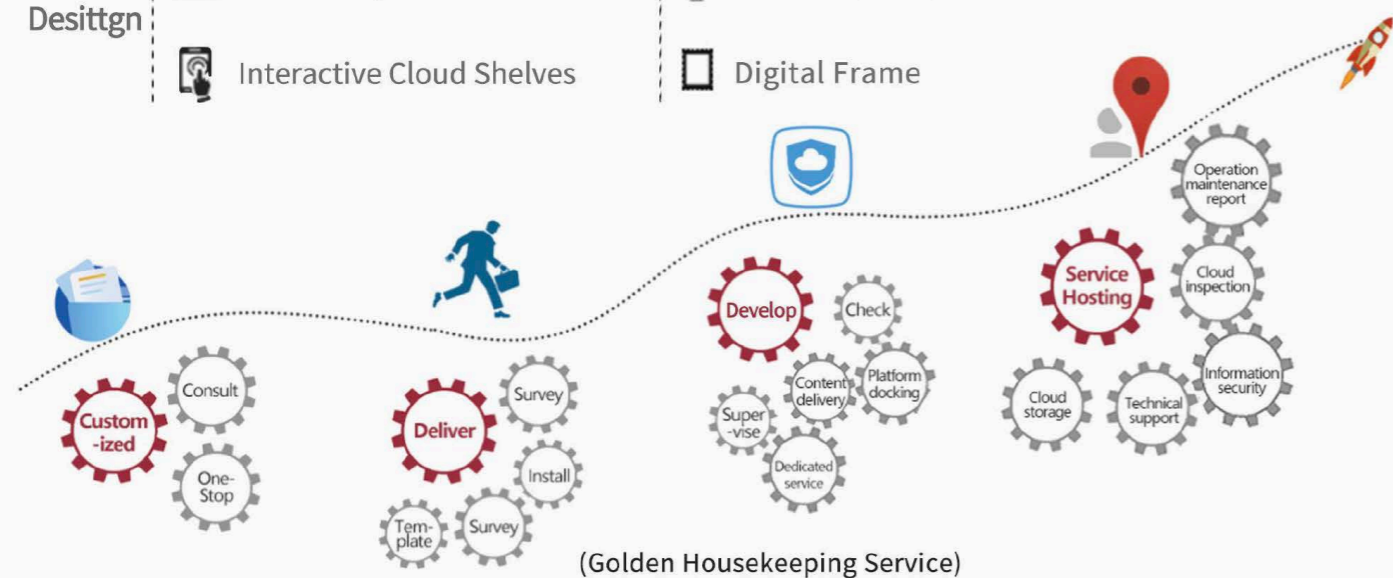 Desittgn
Interactive Cloud Shelves
Digital Frame
Operation
maintenance
report
Service
Hosting
Cloud
inspection
Develop
Check
Information
security
Platform
docking
Content
delivery
Super
-vise
Dedicated
service
Cloud
storage
Technical
support
Consult
Custom
-ized
One-
Stop
Survey
Deliver
Install
Tem-
plate
Survey
(Golden Housekeeping Service)